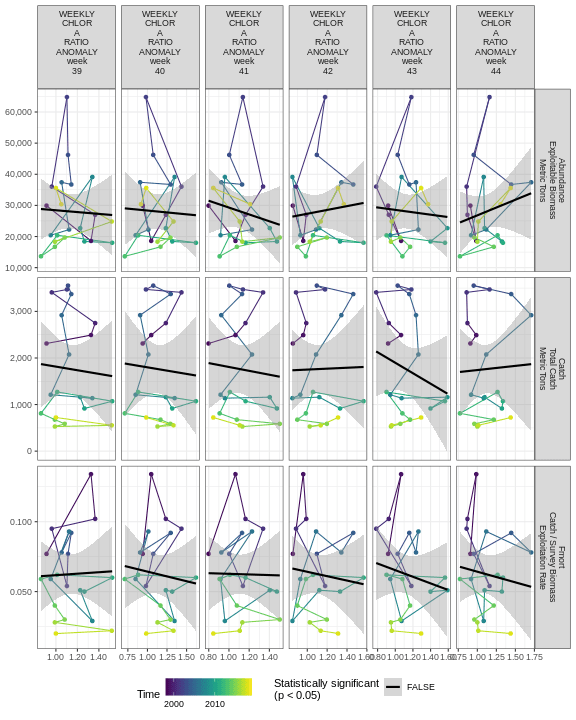 WEEKLY CHLOR A RATIO ANOMALY week 39
WEEKLY CHLOR A RATIO ANOMALY week 40
WEEKLY CHLOR A RATIO ANOMALY week 41
WEEKLY CHLOR A RATIO ANOMALY week 42
WEEKLY CHLOR A RATIO ANOMALY week 43
WEEKLY CHLOR A RATIO ANOMALY week 44
60,000
50,000
40,000
30,000
20,000
10,000
Abundance
Exploitable Biomass
Metric Tons
3,000
2,000
1,000
0
Catch
Total Catch
Metric Tons
0.100
0.050
Fmort
Catch / Survey Biomass
Exploitation Rate
1.00 1.20 1.40
0.75 1.00 1.25 1.50
0.80 1.00 1.20 1.40
0.80 1.00 1.20 1.40 1.60
0.80 1.00 1.20 1.40 1.60
0.75 1.00 1.25 1.50 1.75
Time
2000 2010
Statistically significant
(p < 0.05)
FALSE